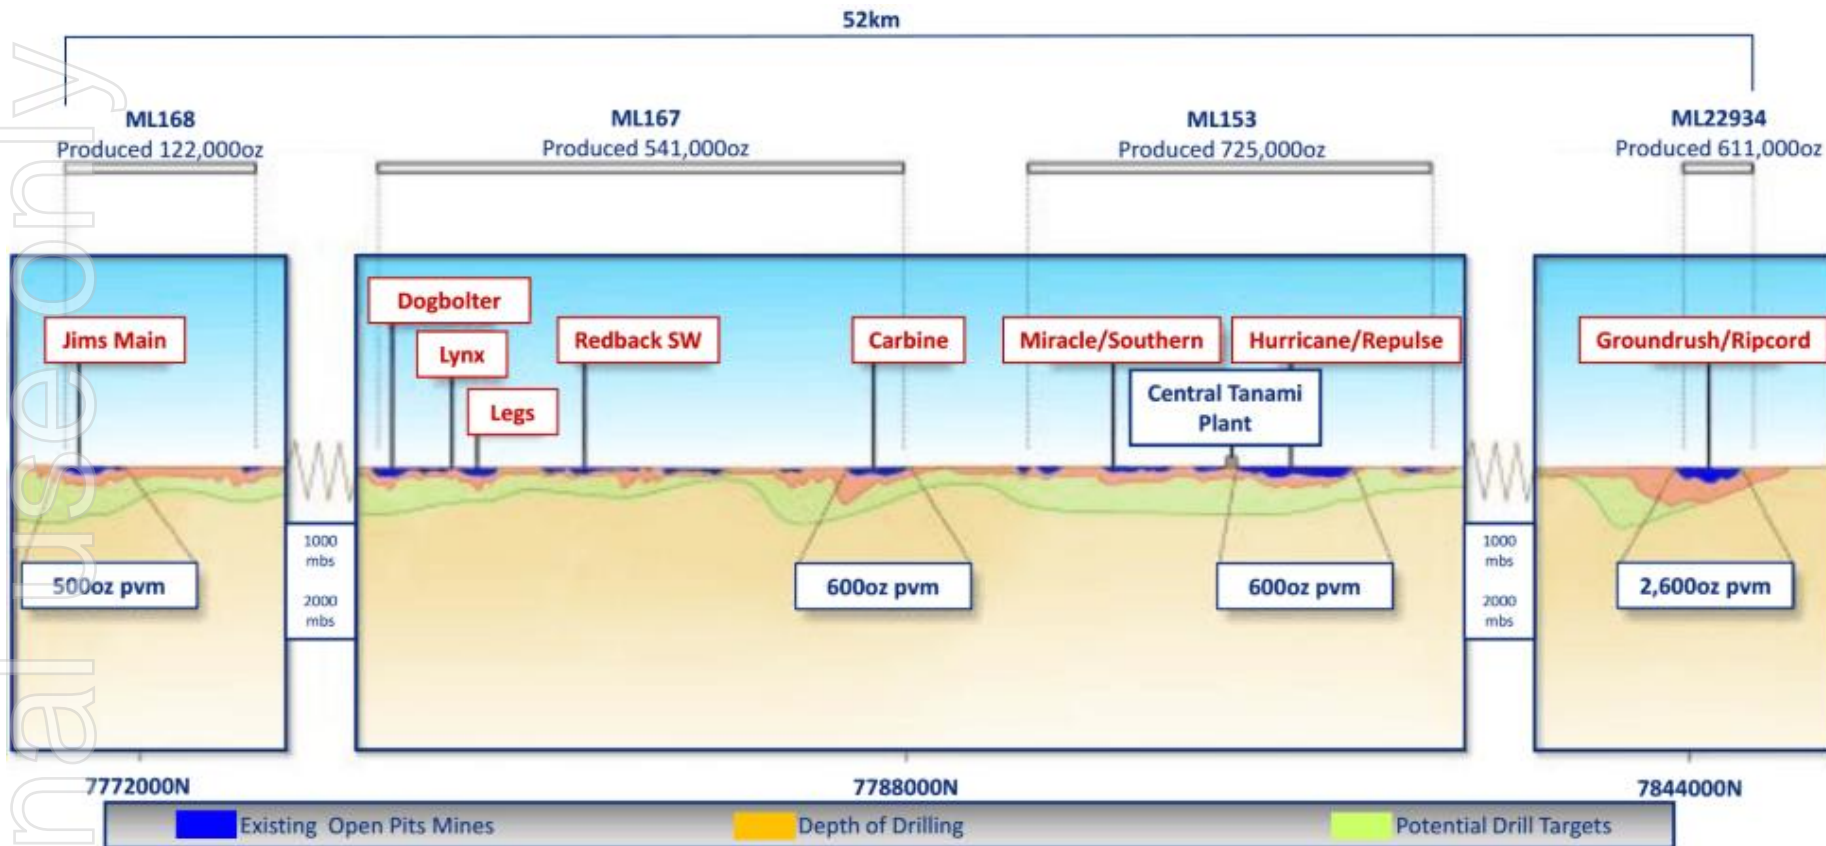 52km
ML168
Produced 122,000oz
ML167
Produced 541,000oz
ML153
Produced 725,000oz
ML22934
Produced 611,000oz
Dogbolter
Jims Main
Lynx
Redback SW
Carbine
Miracle/Southern
Hurricane/Repulse
Groundrush/Ripcord
Legs
Central Tanami
Plant
1000
mbs
2000
mbs
1000
mbs
2000
mbs
500oz pvm
600oz pvm
600oz pvm
2,600oz pvm
7772000N
7788000N
7844000N
Existing Open Pits Mines
Depth of Drilling
Potential Drill Targets
nal use only